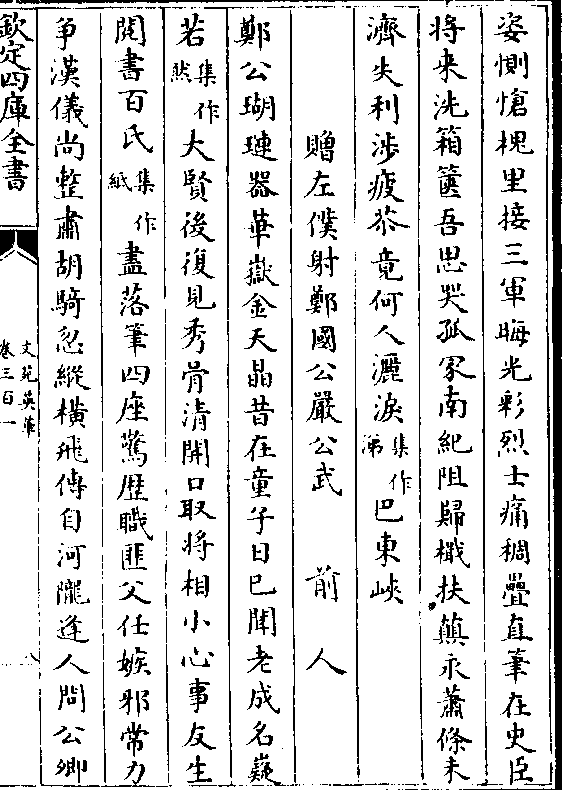 姿惻愴槐里接三軍晦光彩烈士痛稠疊直筆在史臣
将来洗箱篋吾思哭孤冢南紀阻歸檝扶顛永蕭條未
濟失利涉疲苶竟何人灑淚集作涕巴東峽
贈左僕射鄭國公嚴公武 前人
鄭公瑚璉器華嶽金天晶昔在童子日已聞老成名嶷
若集作然大賢後復見秀骨清開口取将相小心事友生
閱書百氏集作紙盡落筆四座驚歴職匪父任嫉邪常力
争漢儀尚整肅胡騎忽縱橫飛傳自河隴逢人問公卿
欽定四庫全書
文苑英華
卷三百一
八